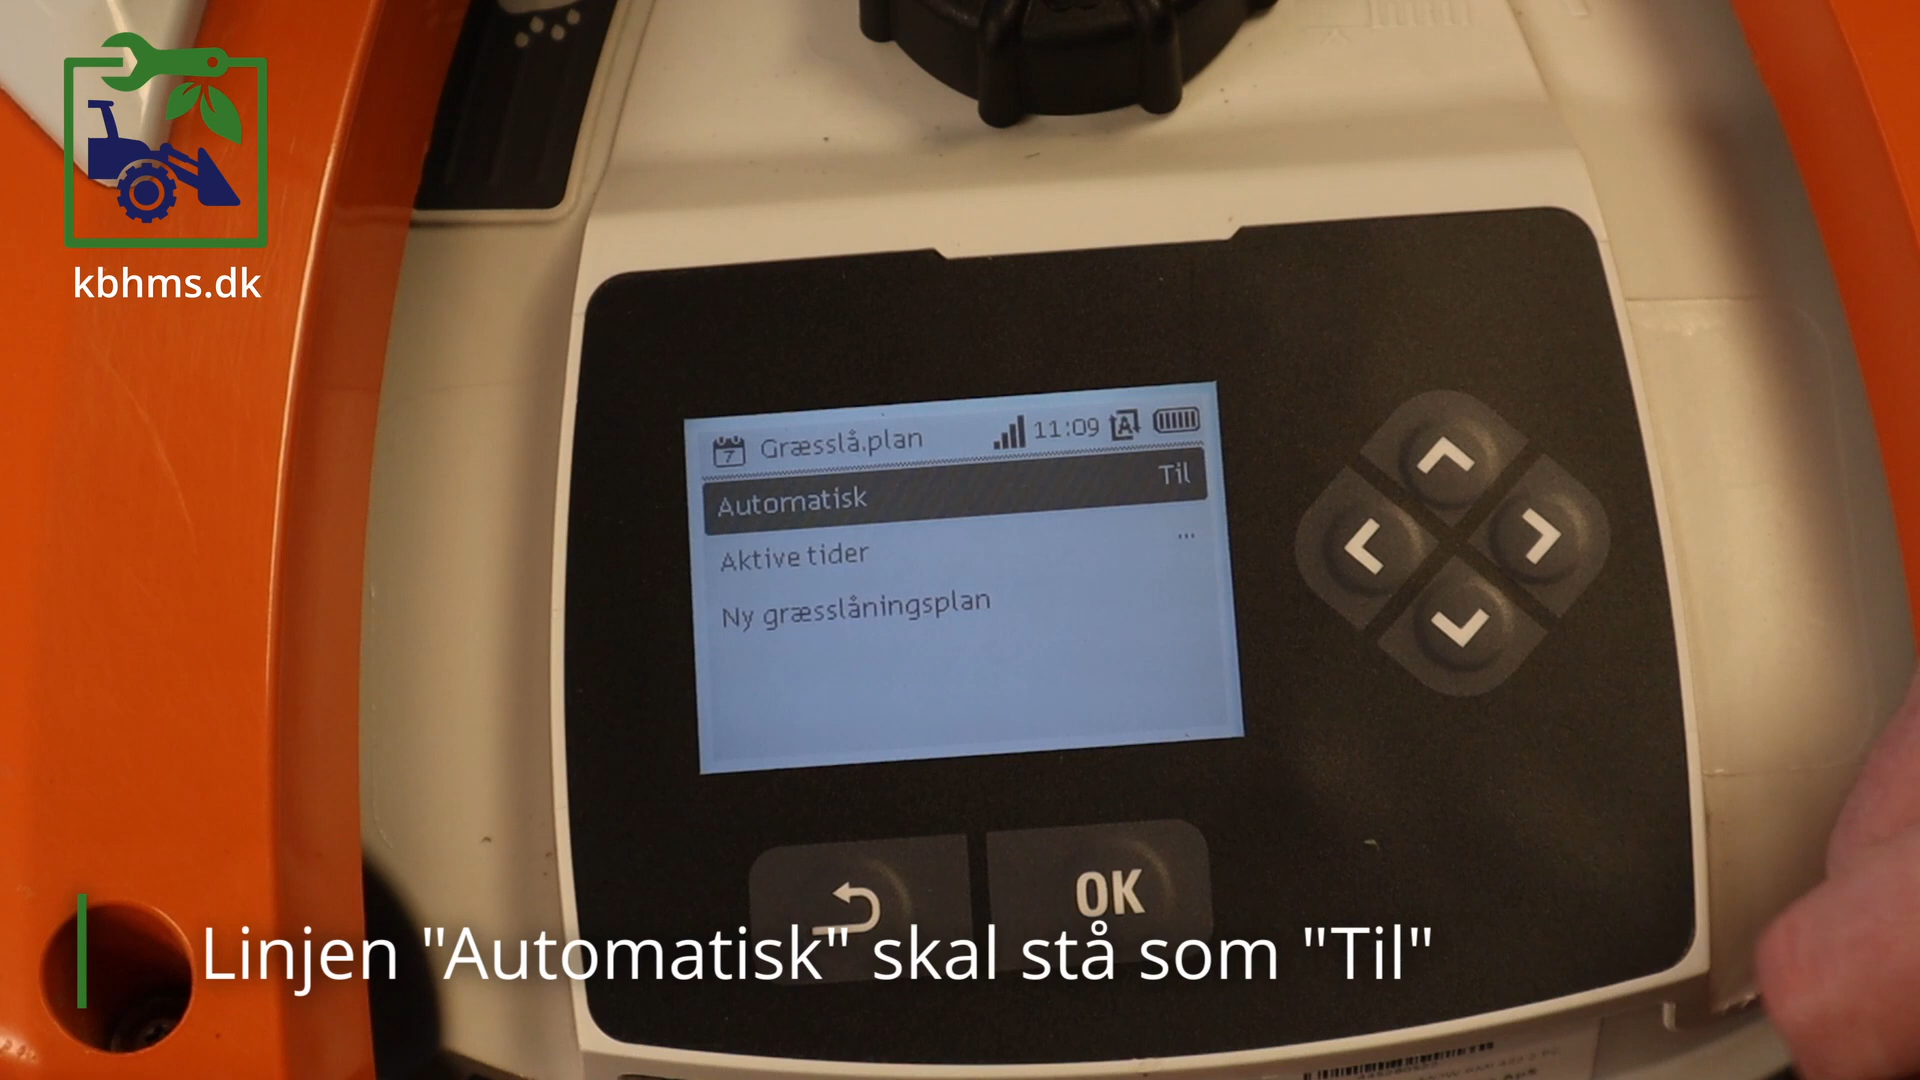 kbhms.dk
7 Græsslå.plan 11:09 A
Automatisk Til
Aktive tider ...
Ny græsslåningsplan
OK
Linjen "Automatisk" skal stå som "Til"